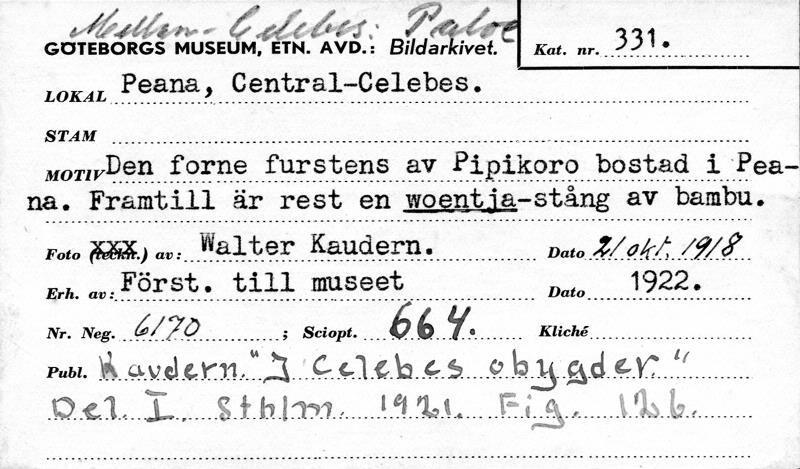 Mellan-Celebes: Paloe
GÖTEBORGS MUSEUM, ETN. AVD.: Bildarkivet. Kat. nr. 331.
LOKAL Peana, Central-Celebes.
STAM
MOTIV Den forne furstens av Pipikoro bostad i Pea-
na. Framtill är rest en woentja-stång av bambu.
Foto (teckn.) av: Walter Kaudern. Dato 21 okt. 1918
Erh. av: Först. till museet Dato 1922.
Nr. Neg. 6170 ; Sciopt. 664. Kliché
Publ. Kaudern. "I Celebes obygder."
Del. I. Sthlm. 1921. Fig. 126.